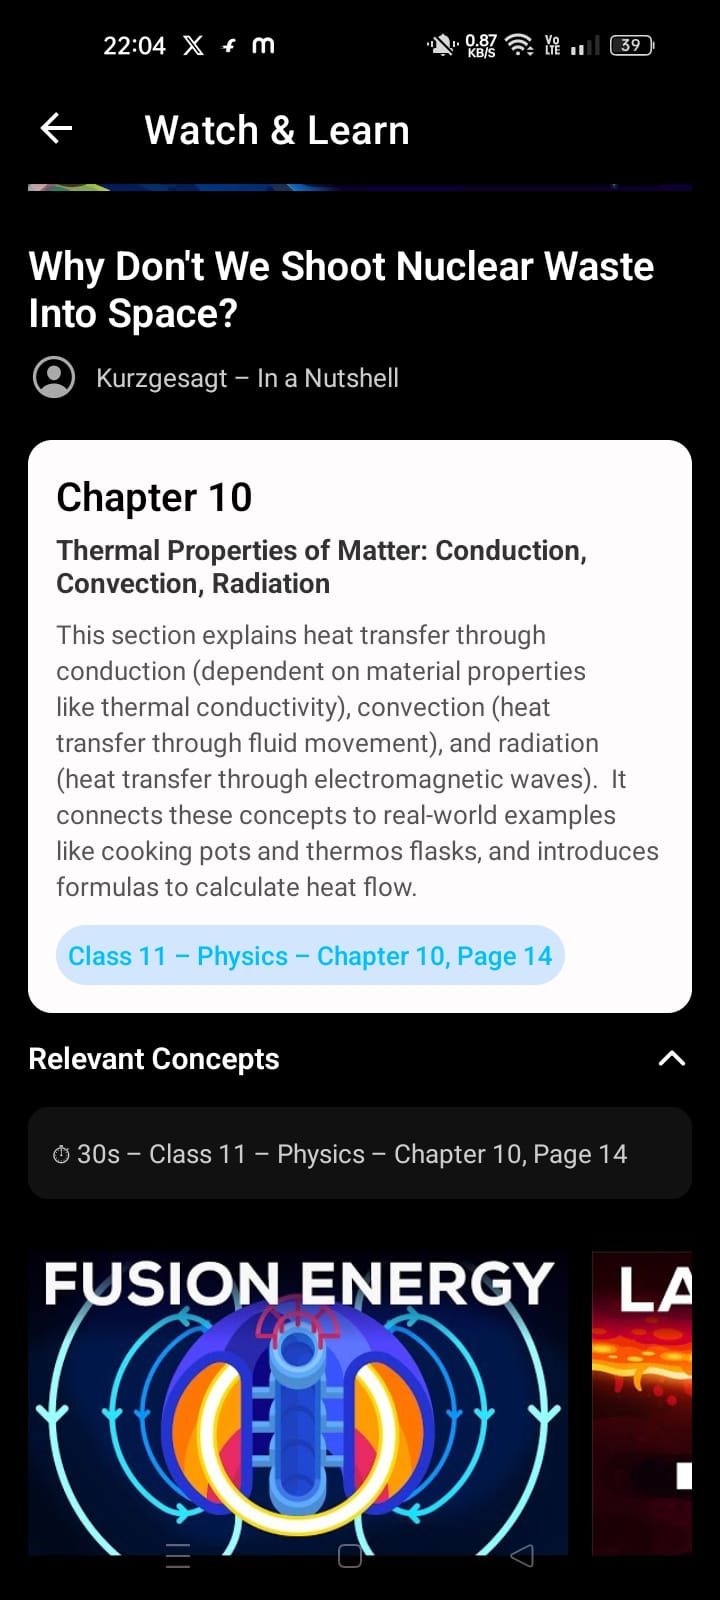 22:04
0.87
KB/S
Vo
LTE
39
Watch & Learn
Why Don't We Shoot Nuclear Waste
Into Space?
Kurzgesagt – In a Nutshell
Chapter 10
Thermal Properties of Matter: Conduction,
Convection, Radiation
This section explains heat transfer through
conduction (dependent on material properties
like thermal conductivity), convection (heat
transfer through fluid movement), and radiation
(heat transfer through electromagnetic waves).  It
connects these concepts to real-world examples
like cooking pots and thermos flasks, and introduces
formulas to calculate heat flow.
Class 11 – Physics – Chapter 10, Page 14
Relevant Concepts
⏱ 30s – Class 11 – Physics – Chapter 10, Page 14
FUSION ENERGY